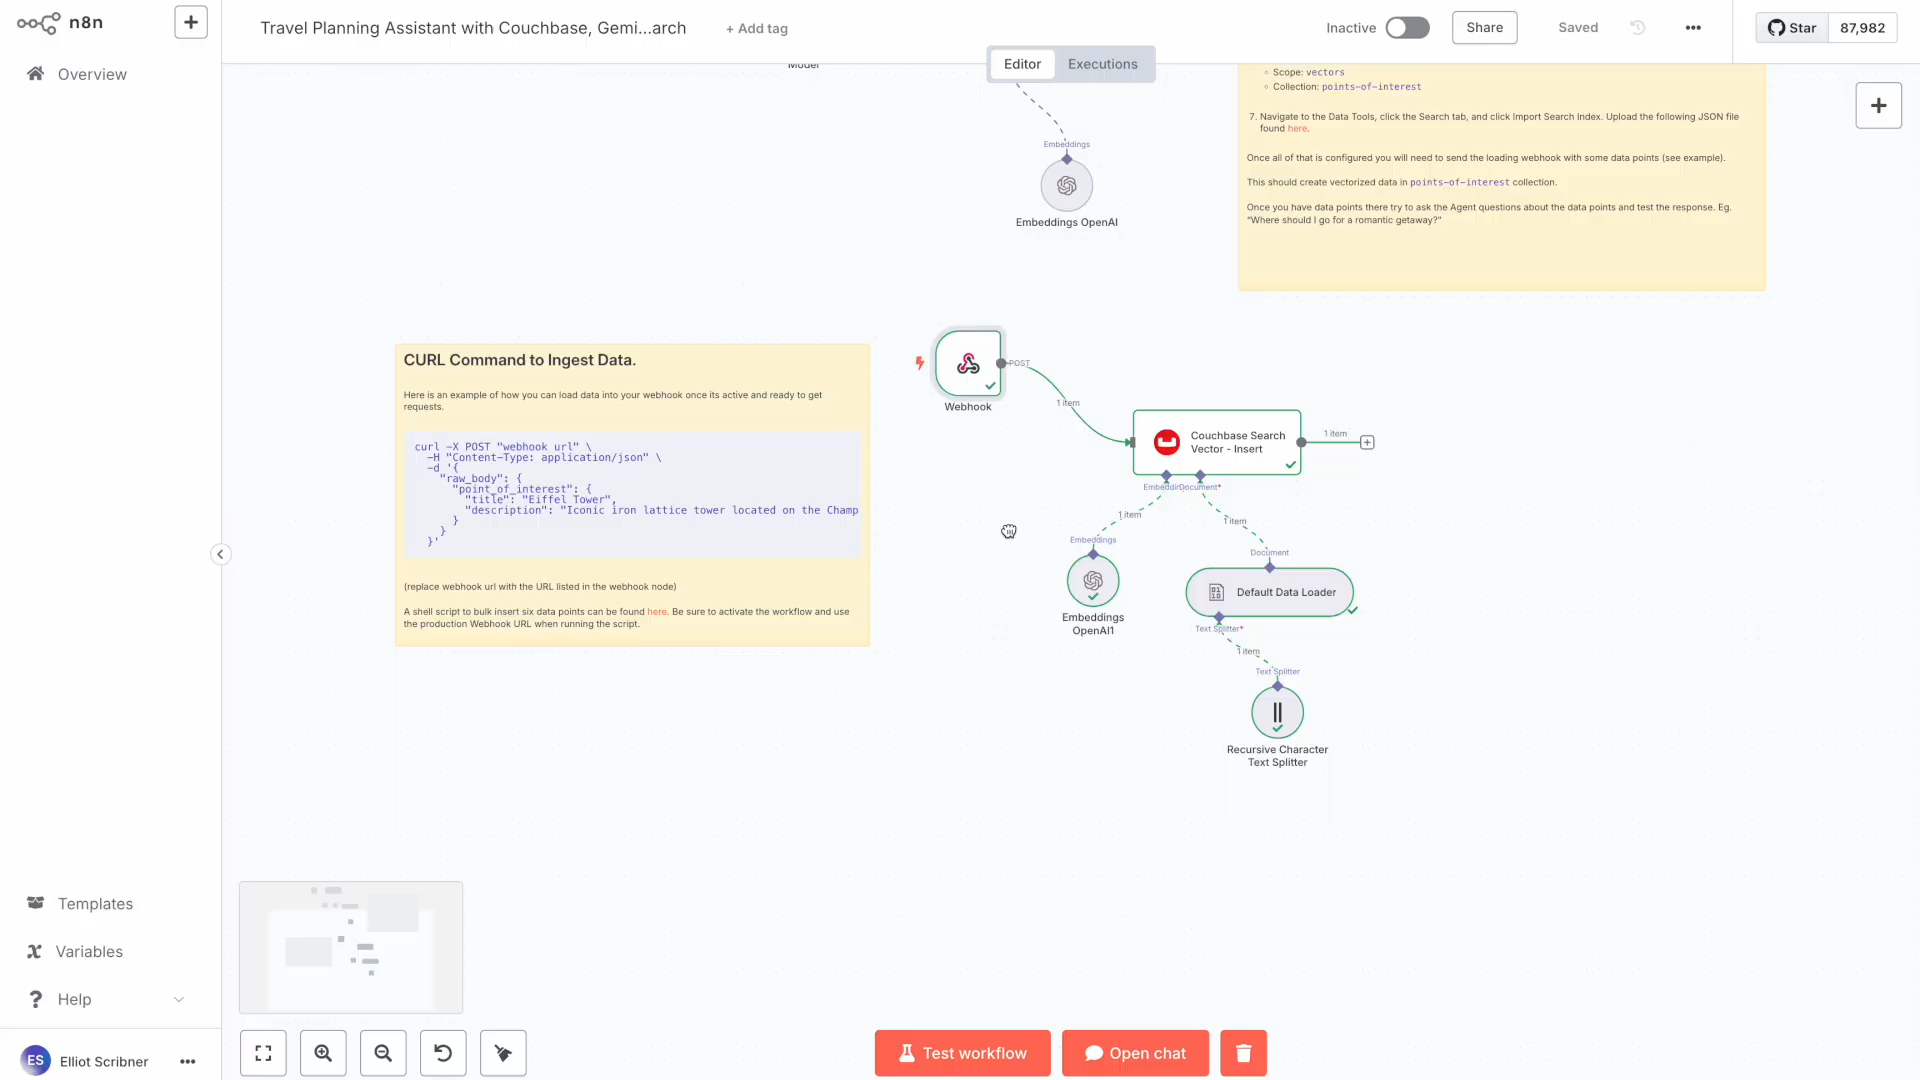 n8n
Travel Planning Assistant with Couchbase, Gemi...arch
+ Add tag
Inactive
Share
Saved
Star
87,982
Overview
Editor
Executions
Model
Scope: vectors
Collection: points-of-interest
7. Navigate to the Data Tools, click the Search tab, and click Import Search Index. Upload the following JSON file
found here.
Once all of that is configured you will need to send the loading webhook with some data points (see example).
This should create vectorized data in points-of-interest collection.
Once you have data points there try to ask the Agent questions about the data points and test the response. Eg.
"Where should I go for a romantic getaway?"
Embeddings
Embeddings OpenAI
CURL Command to Ingest Data.
Here is an example of how you can load data into your webhook once its active and ready to get
requests.
curl -X POST "webhook url" \
-H "Content-Type: application/json" \
-d '{
"raw_body": {
"point_of_interest": {
"title": "Eiffel Tower",
"description": "Iconic iron lattice tower located on the Champ
}
}
}'
(replace webhook url with the URL listed in the webhook node)
A shell script to bulk insert six data points can be found here. Be sure to activate the workflow and use
the production Webhook URL when running the script.
POST
Webhook
1 item
Couchbase Search
Vector - Insert
1 item
Document*
1 item
1 item
Embeddings
Document
Embeddings
OpenAI1
Default Data Loader
Text Splitter*
1 item
Text Splitter
Recursive Character
Text Splitter
Templates
Variables
Help
ES
Elliot Scribner
Test workflow
Open chat